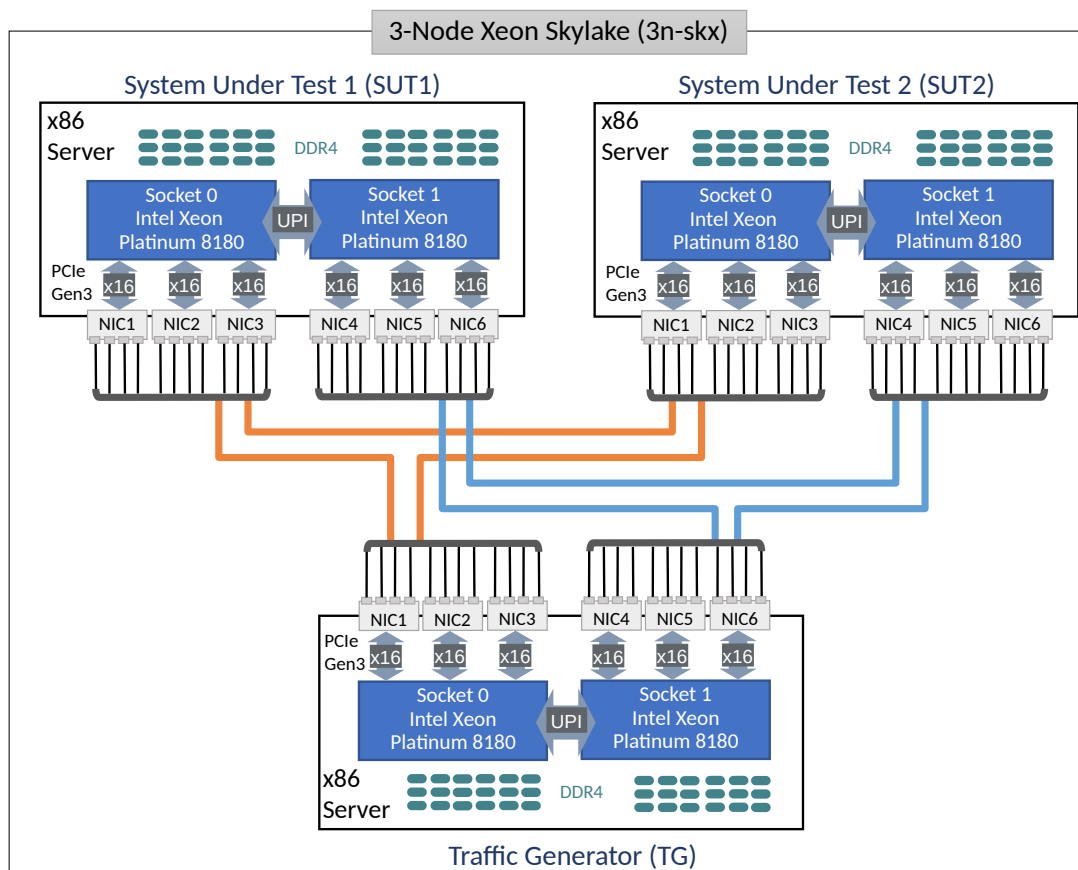 3-Node Xeon Skylake (3n-skx)
System Under Test 1 (SUT1)
x86
Server
DDR4
Socket 0
Intel Xeon
Platinum 8180
UPI
Socket 1
Intel Xeon
Platinum 8180
PCIe
Gen3
x16
x16
x16
x16
x16
x16
NIC1
NIC2
NIC3
NIC4
NIC5
NIC6
System Under Test 2 (SUT2)
x86
Server
DDR4
Socket 0
Intel Xeon
Platinum 8180
UPI
Socket 1
Intel Xeon
Platinum 8180
PCIe
Gen3
x16
x16
x16
x16
x16
x16
NIC1
NIC2
NIC3
NIC4
NIC5
NIC6
NIC1
NIC2
NIC3
NIC4
NIC5
NIC6
PCIe
Gen3
x16
x16
x16
x16
x16
x16
Socket 0
Intel Xeon
Platinum 8180
UPI
Socket 1
Intel Xeon
Platinum 8180
x86
Server
DDR4
Traffic Generator (TG)